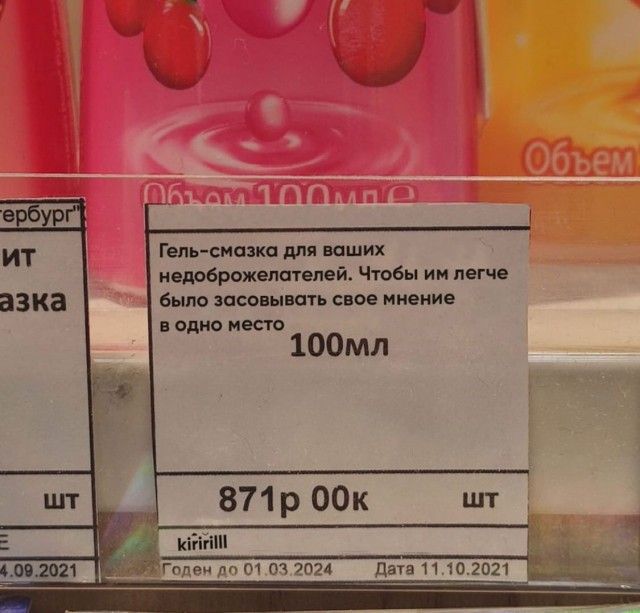 Объем
Объем 100мл е
тербург"
ит
азка
шт
Е
4.09.2021
Гель-смазка для ваших
недоброжелателей. Чтобы им легче
было засовывать свое мнение
в одно место
100мл
871р 00к шт
kiririlll
Годен до 01.03.2024 Дата 11.10.2021